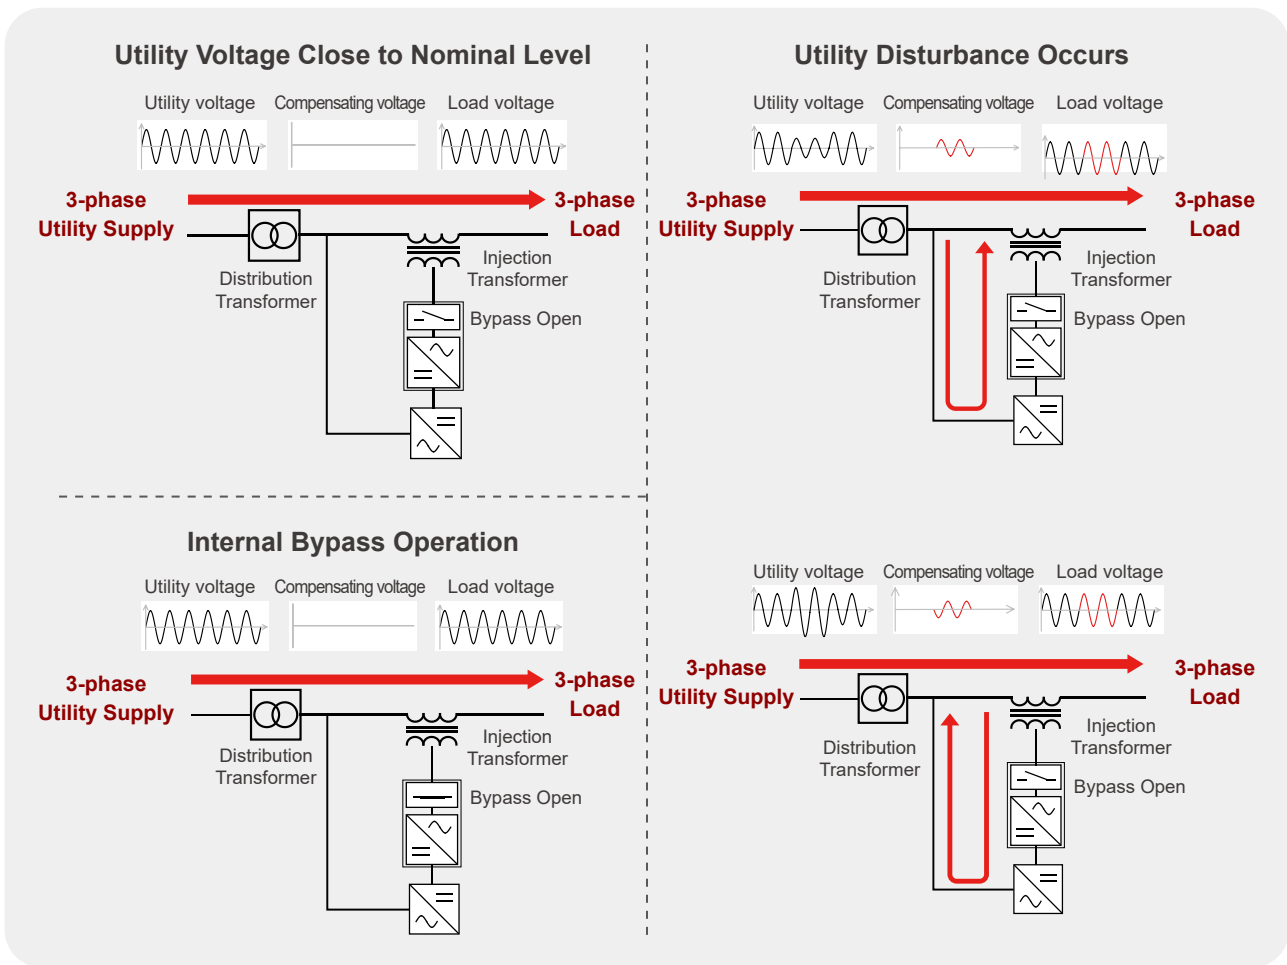 Utility Voltage Close to Nominal Level
Utility voltage
Compensating voltage
Load voltage
3-phase
Utility Supply
3-phase
Load
Distribution
Transformer
Injection
Transformer
Bypass Open
Utility Disturbance Occurs
Utility voltage
Compensating voltage
Load voltage
3-phase
Utility Supply
3-phase
Load
Distribution
Transformer
Injection
Transformer
Bypass Open
Internal Bypass Operation
Utility voltage
Compensating voltage
Load voltage
3-phase
Utility Supply
3-phase
Load
Distribution
Transformer
Injection
Transformer
Bypass Open
Utility voltage
Compensating voltage
Load voltage
3-phase
Utility Supply
3-phase
Load
Distribution
Transformer
Injection
Transformer
Bypass Open